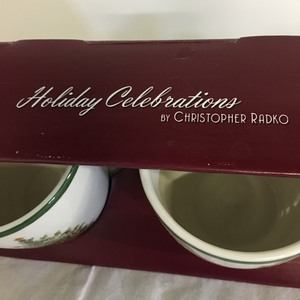 Holiday Celebrations
BY CHRISTOPHER RADKO